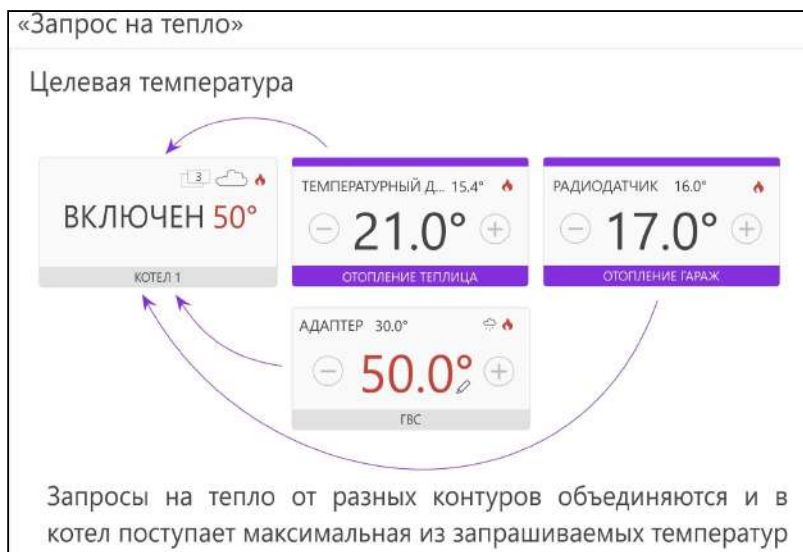 «Запрос на тепло»
Целевая температура
3
ВКЛЮЧЕН 50°
КОТЕЛ 1
ТЕМПЕРАТУРНЫЙ Д... 15.4°
21.0°
ОТОПЛЕНИЕ ТЕПЛИЦА
РАДИОДАТЧИК 16.0°
17.0°
ОТОПЛЕНИЕ ГАРАЖ
АДАПТЕР 30.0°
50.0°
ГВС
Запросы на тепло от разных контуров объединяются и в
котел поступает максимальная из запрашиваемых температур